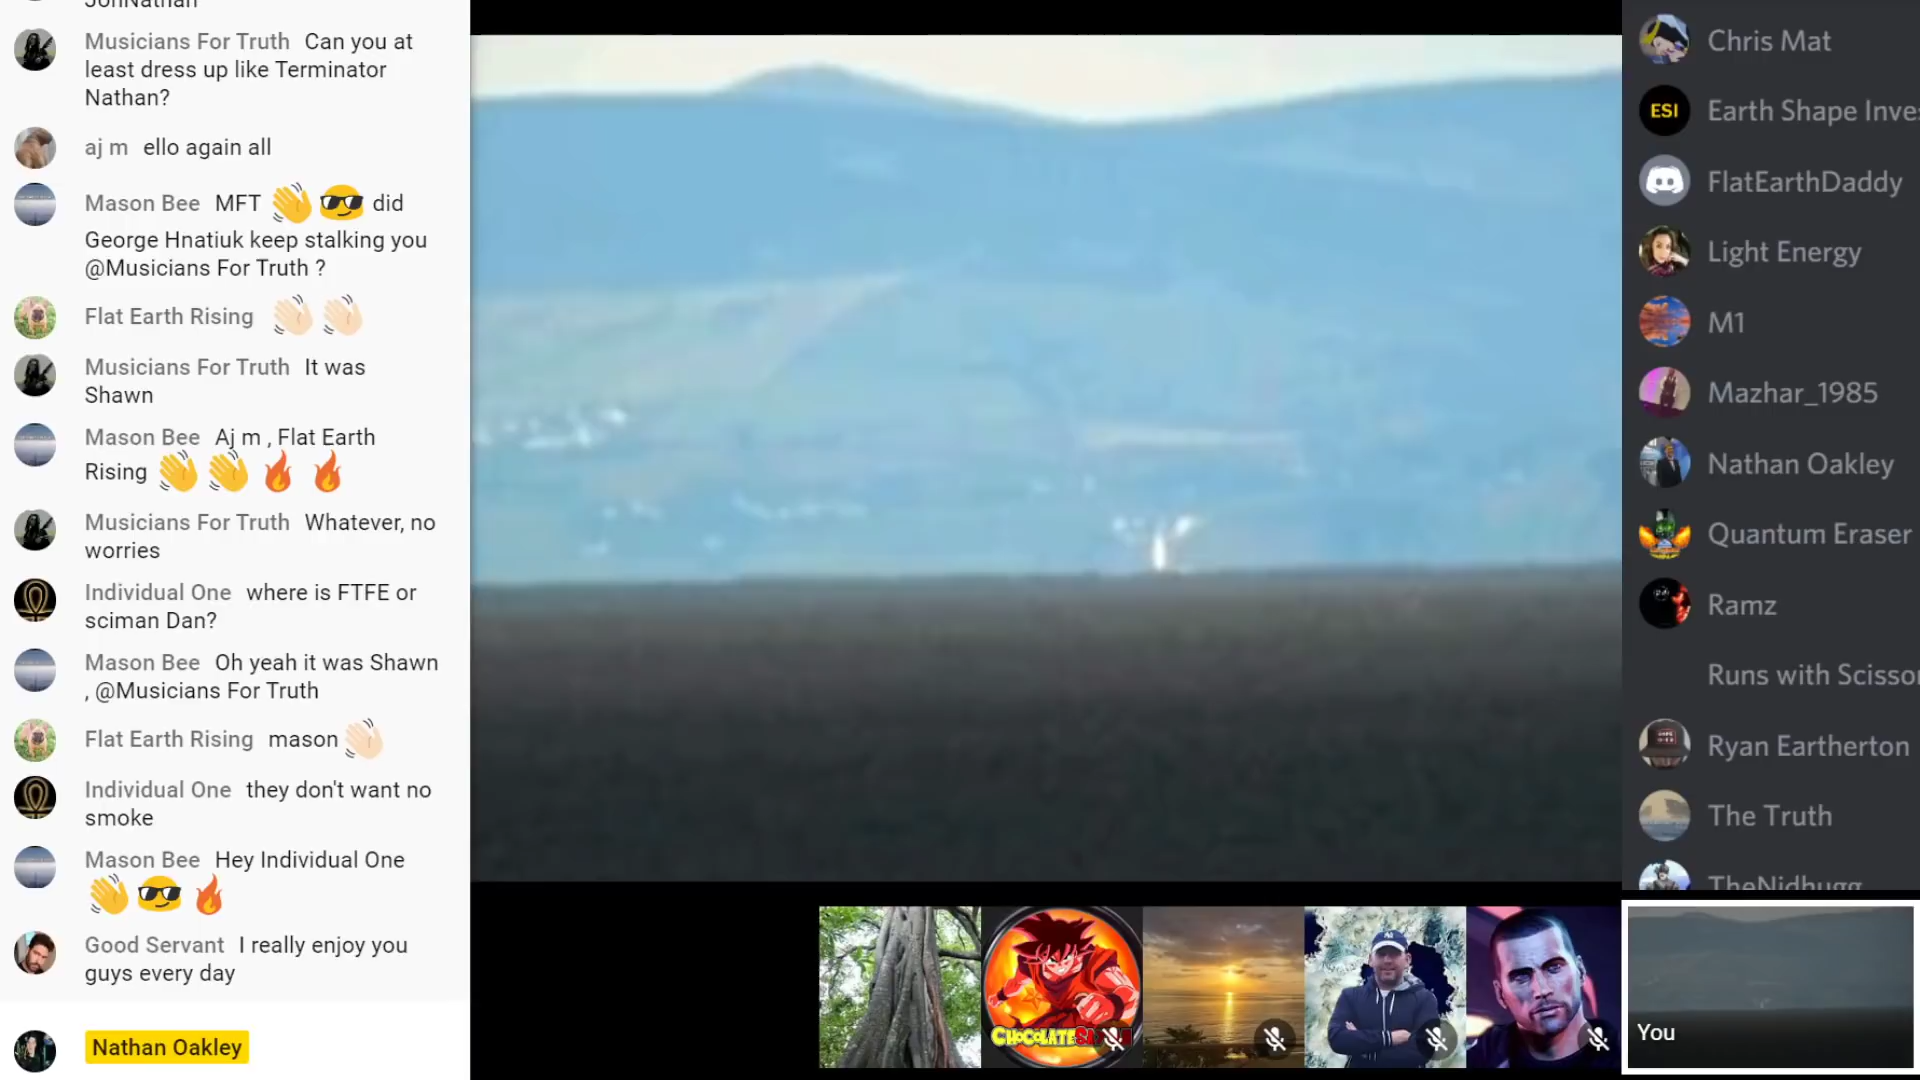 JohNathan
Musicians For Truth Can you at
least dress up like Terminator
Nathan?
aj m ello again all
Mason Bee MFT 👋 😎 did
George Hnatiuk keep stalking you
@Musicians For Truth ?
Flat Earth Rising 👋🏻 👋🏻
Musicians For Truth It was
Shawn
Mason Bee Aj m , Flat Earth
Rising 👋 👋 🔥 🔥
Musicians For Truth Whatever, no
worries
Individual One where is FTFE or
sciman Dan?
Mason Bee Oh yeah it was Shawn
, @Musicians For Truth
Flat Earth Rising mason 👋🏻
Individual One they don't want no
smoke
Mason Bee Hey Individual One
👋 😎 🔥
Good Servant I really enjoy you
guys every day
Nathan Oakley
Chris Mat
ESI
Earth Shape Inves
FlatEarthDaddy
Light Energy
M1
Mazhar_1985
Nathan Oakley
Quantum Eraser
Ramz
Runs with Scissor
Ryan Eartherton
The Truth
TheNidhugg
CHOCOLATESA
You